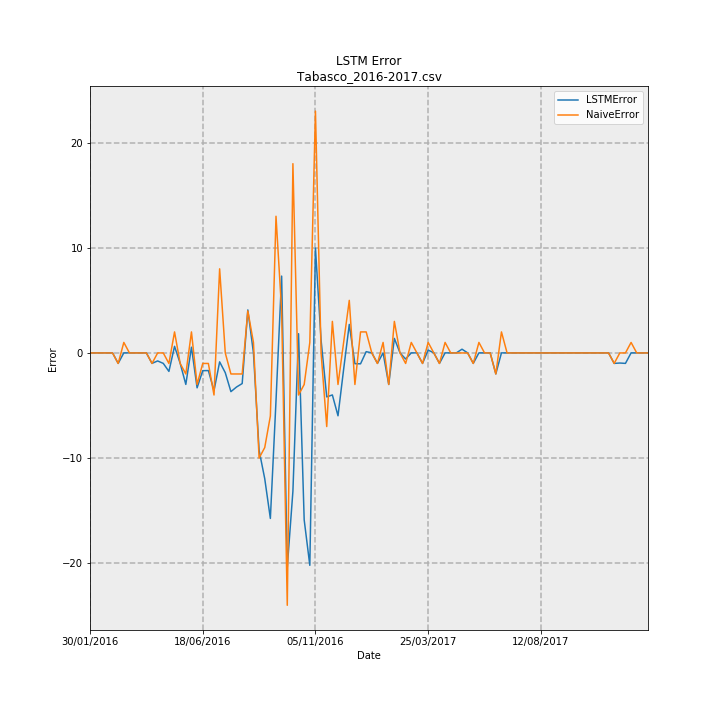 LSTM Error
Tabasco_2016-2017.csv
LSTMError
NaiveError
20
10
0
−10
−20
Error
30/01/2016 18/06/2016 05/11/2016 25/03/2017 12/08/2017
Date